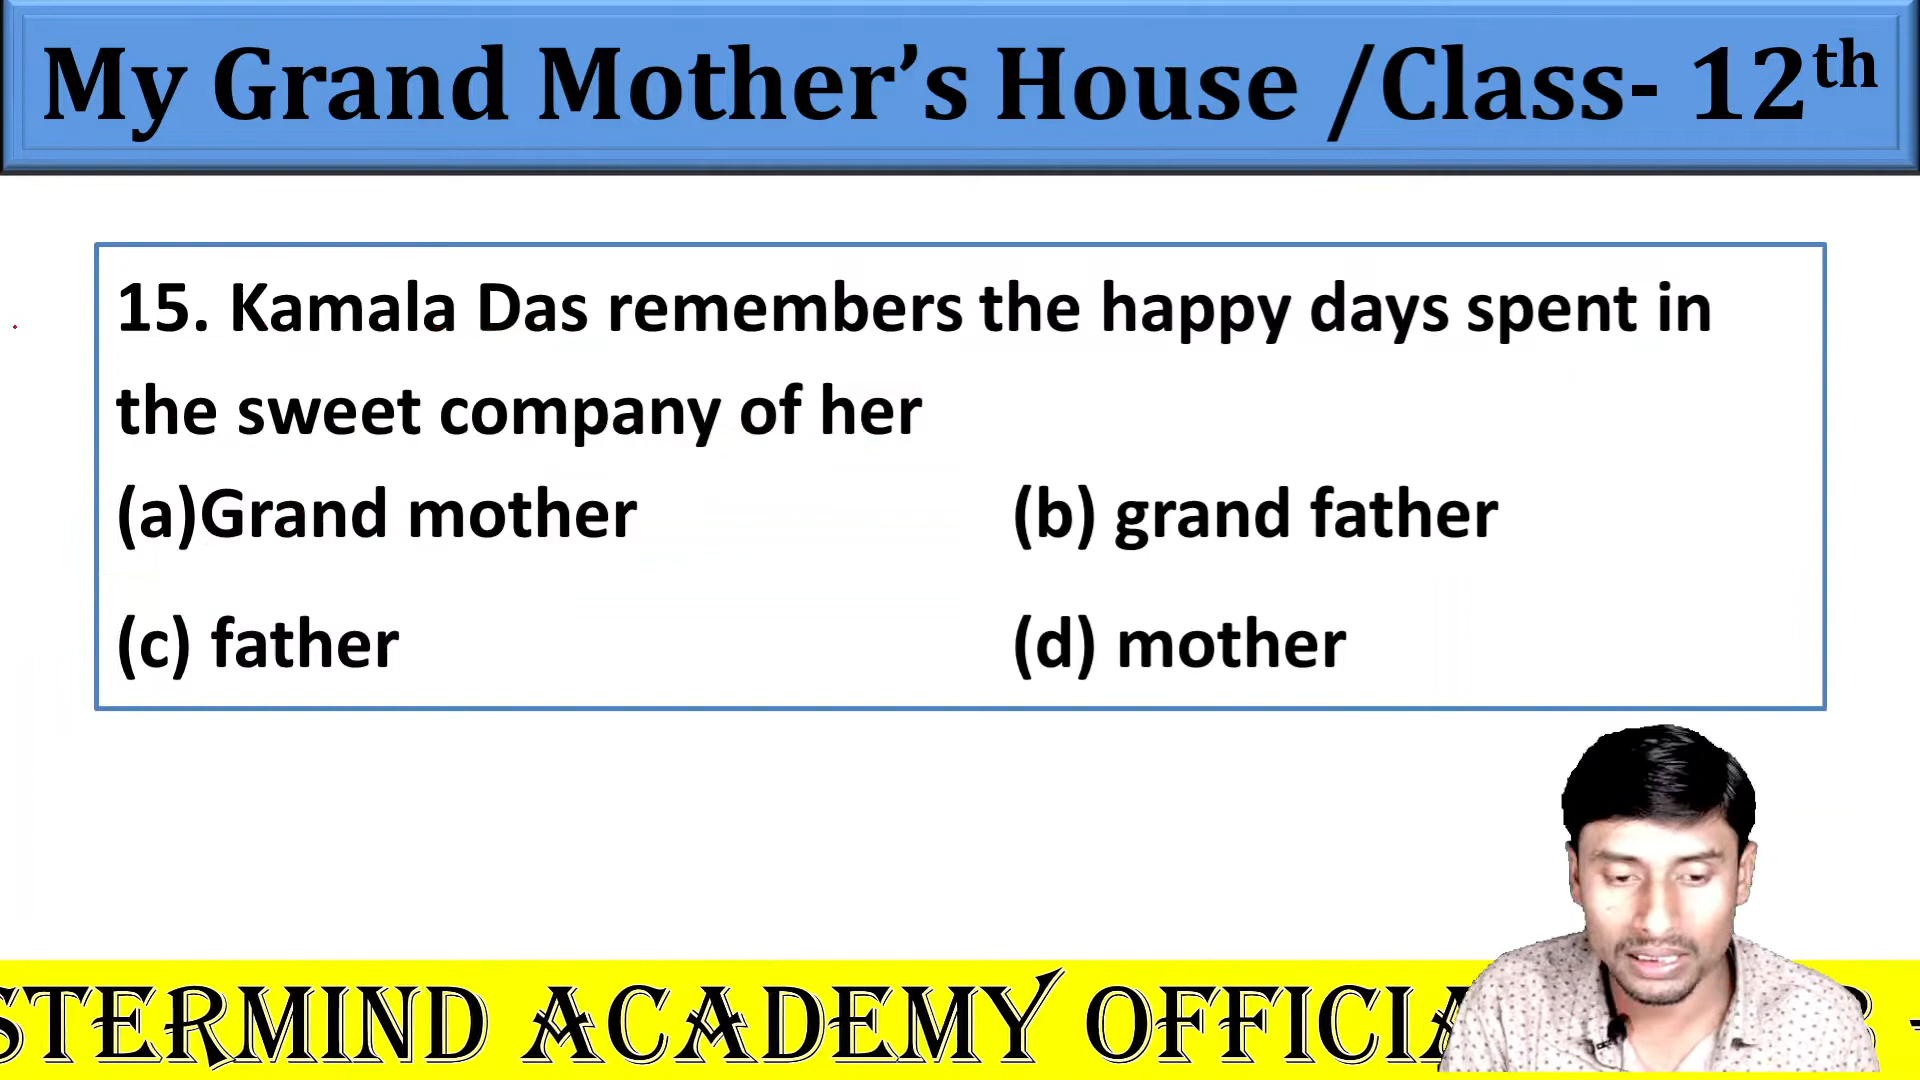 My Grand Mother’s House /Class- 12th
15. Kamala Das remembers the happy days spent in
the sweet company of her
(a)Grand mother (b) grand father
(c) father (d) mother
STERMIND ACADEMY OFFICIA